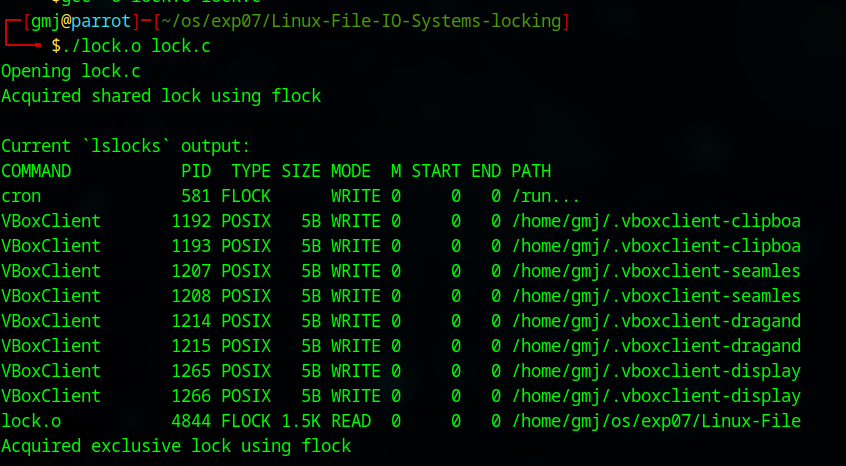 ┌─[gmj@parrot]─[~/os/exp07/Linux-File-IO-Systems-locking]
└──╼ $./lock.o lock.c
Opening lock.c
Acquired shared lock using flock

Current `lslocks` output:
COMMAND           PID  TYPE SIZE MODE  M START END PATH
cron              581 FLOCK      WRITE 0     0   0 /run...
VBoxClient       1192 POSIX   5B WRITE 0     0   0 /home/gmj/.vboxclient-clipboa
VBoxClient       1193 POSIX   5B WRITE 0     0   0 /home/gmj/.vboxclient-clipboa
VBoxClient       1207 POSIX   5B WRITE 0     0   0 /home/gmj/.vboxclient-seamles
VBoxClient       1208 POSIX   5B WRITE 0     0   0 /home/gmj/.vboxclient-seamles
VBoxClient       1214 POSIX   5B WRITE 0     0   0 /home/gmj/.vboxclient-dragand
VBoxClient       1215 POSIX   5B WRITE 0     0   0 /home/gmj/.vboxclient-dragand
VBoxClient       1265 POSIX   5B WRITE 0     0   0 /home/gmj/.vboxclient-display
VBoxClient       1266 POSIX   5B WRITE 0     0   0 /home/gmj/.vboxclient-display
lock.o           4844 FLOCK 1.5K READ  0     0   0 /home/gmj/os/exp07/Linux-File
Acquired exclusive lock using flock